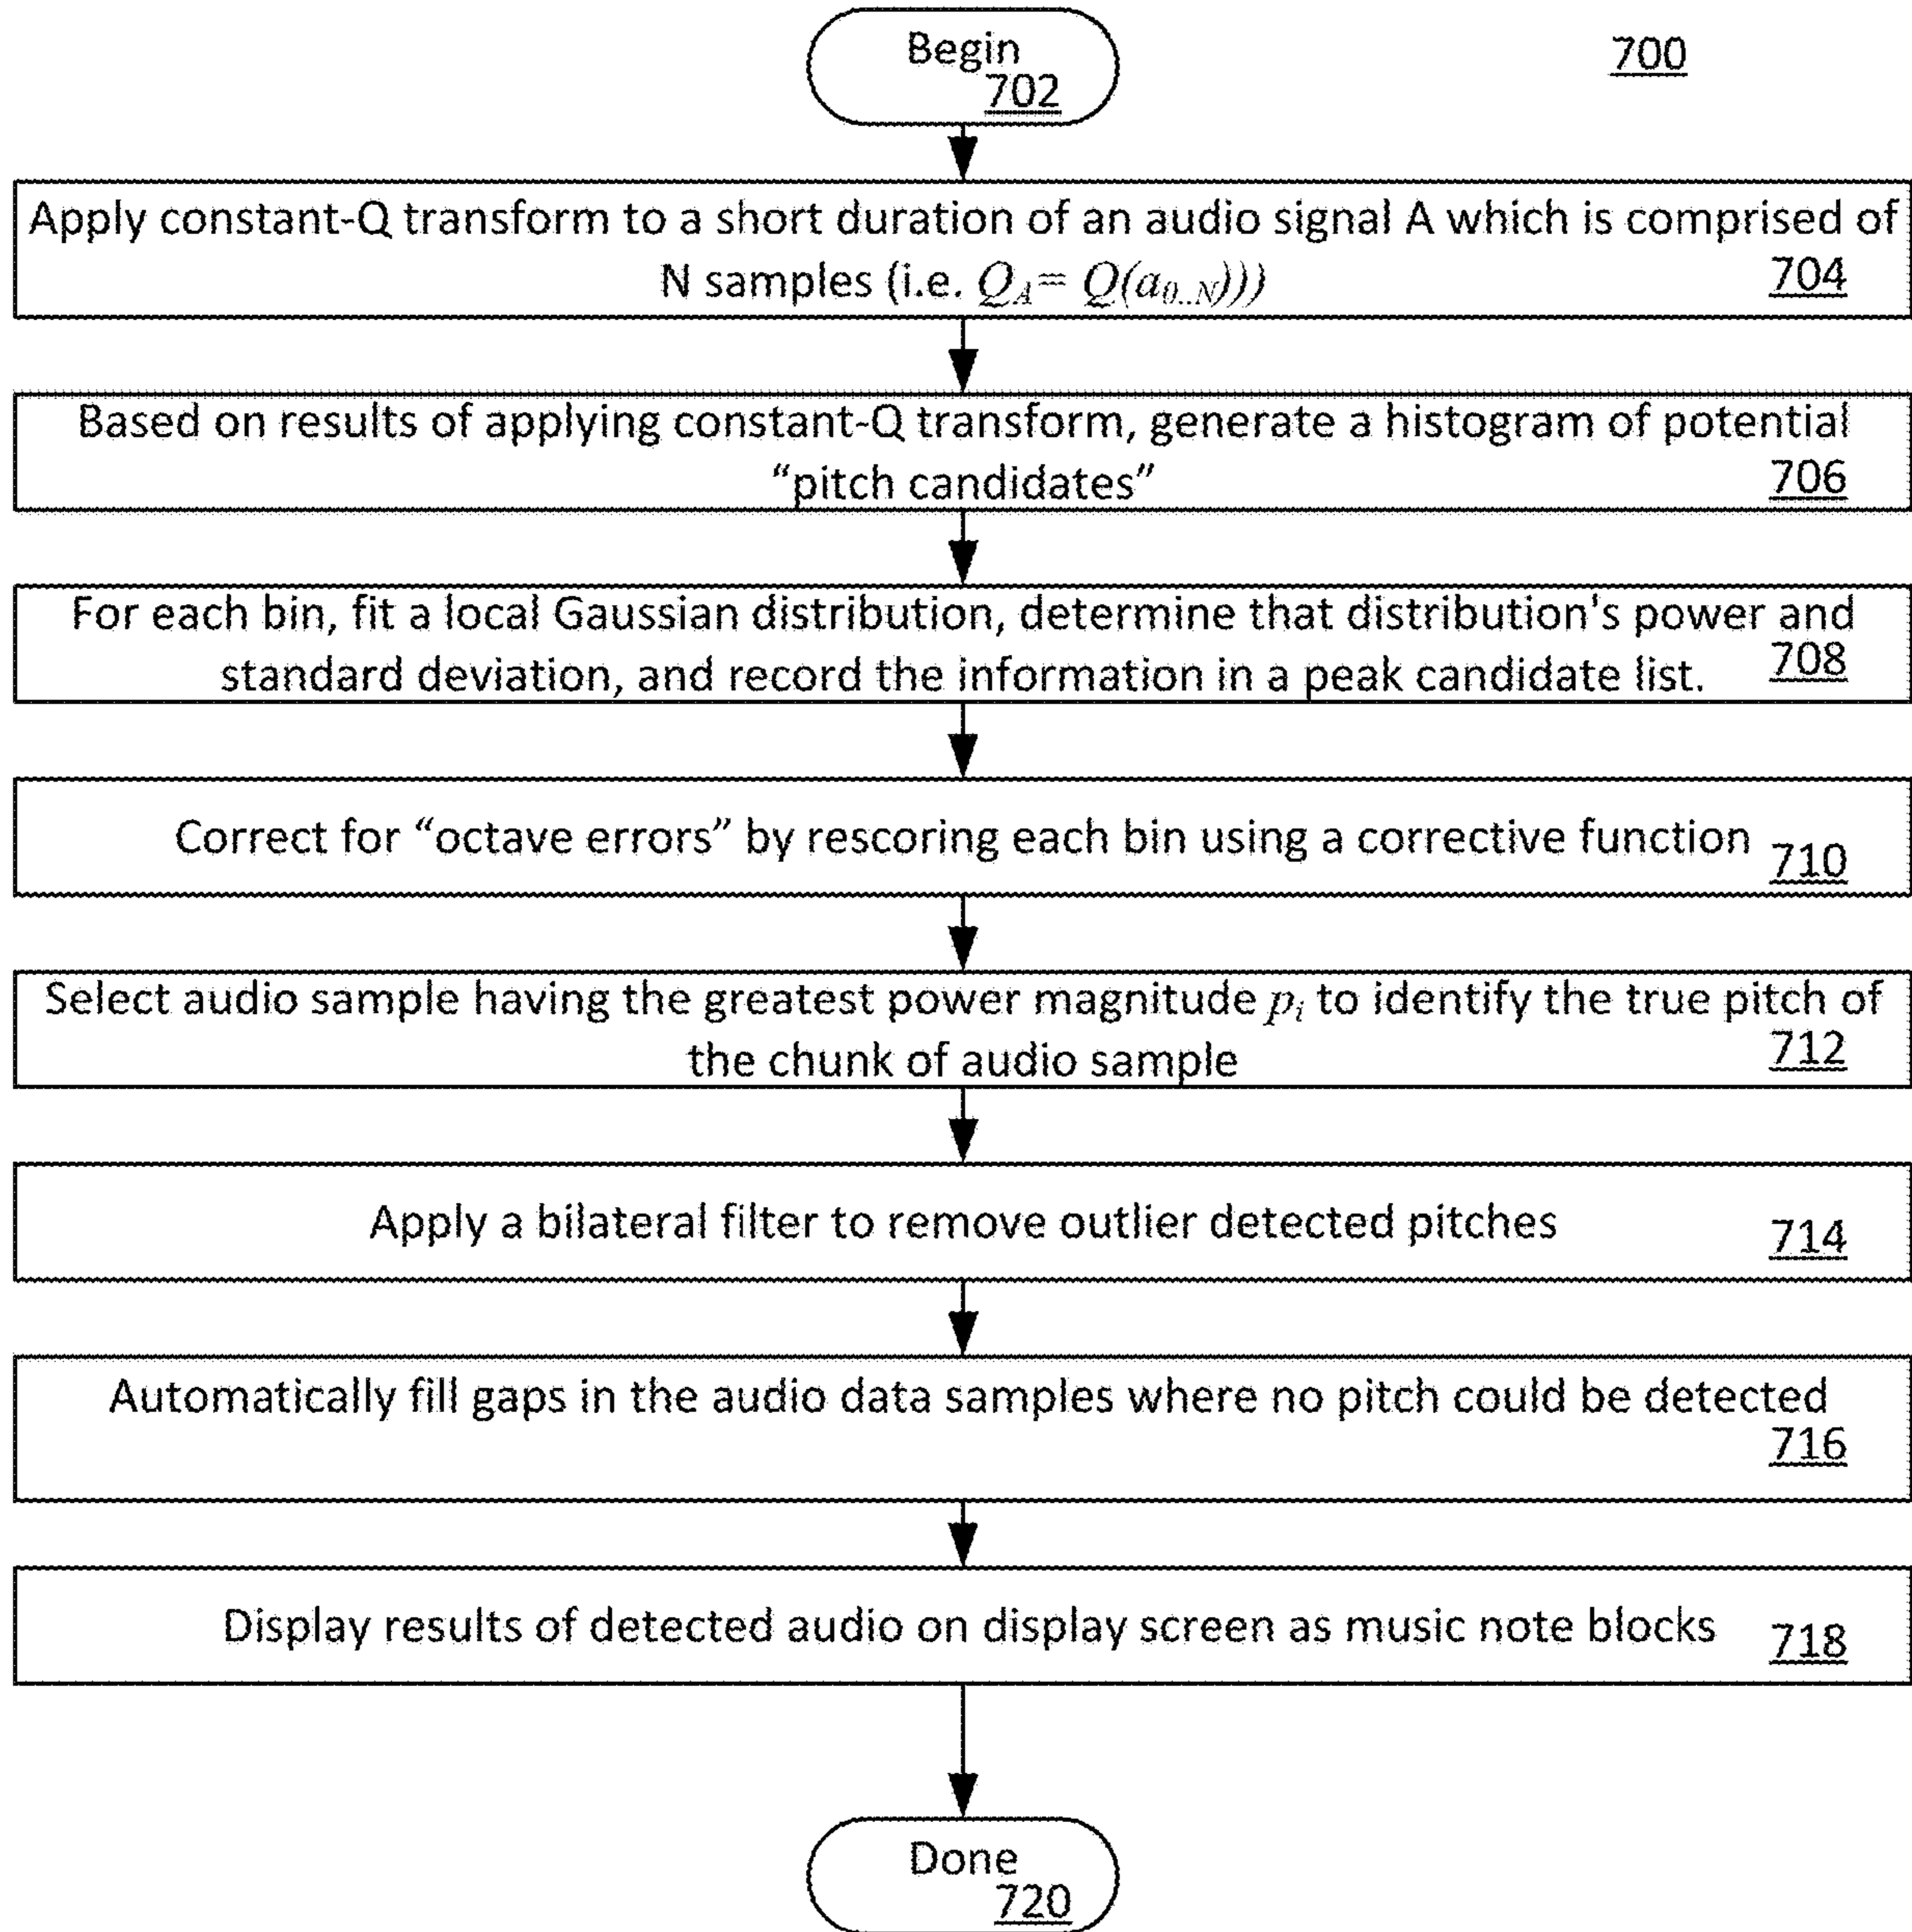 Begin
702
700
Apply constant-Q transform to a short duration of an audio signal A which is comprised of
N samples (i.e. Q_A= Q(a_{0..N})))
704
Based on results of applying constant-Q transform, generate a histogram of potential
“pitch candidates”
706
For each bin, fit a local Gaussian distribution, determine that distribution's power and
standard deviation, and record the information in a peak candidate list.
708
Correct for “octave errors” by rescoring each bin using a corrective function
710
Select audio sample having the greatest power magnitude p_i to identify the true pitch of
the chunk of audio sample
712
Apply a bilateral filter to remove outlier detected pitches
714
Automatically fill gaps in the audio data samples where no pitch could be detected
716
Display results of detected audio on display screen as music note blocks
718
Done
720